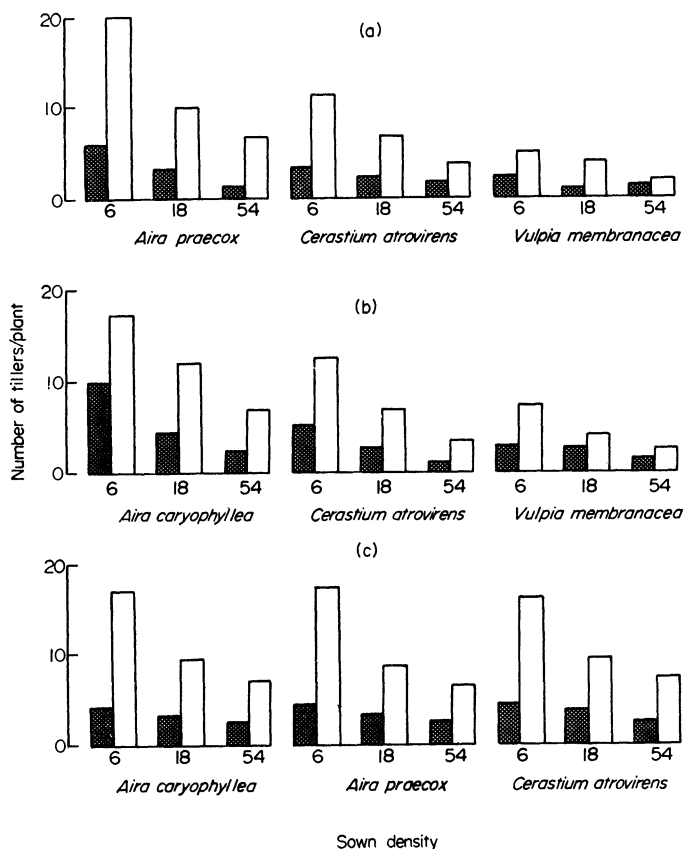 (a)
20
10
0
6 18 54 6 18 54 6 18 54
Aira praecox Cerastium atrovirens Vulpia membranacea
(b)
20
10
0
6 18 54 6 18 54 6 18 54
Aira caryophyllea Cerastium atrovirens Vulpia membranacea
(c)
20
10
0
6 18 54 6 18 54 6 18 54
Aira caryophyllea Aira praecox Cerastium atrovirens
Number of tillers/plant
Sown density